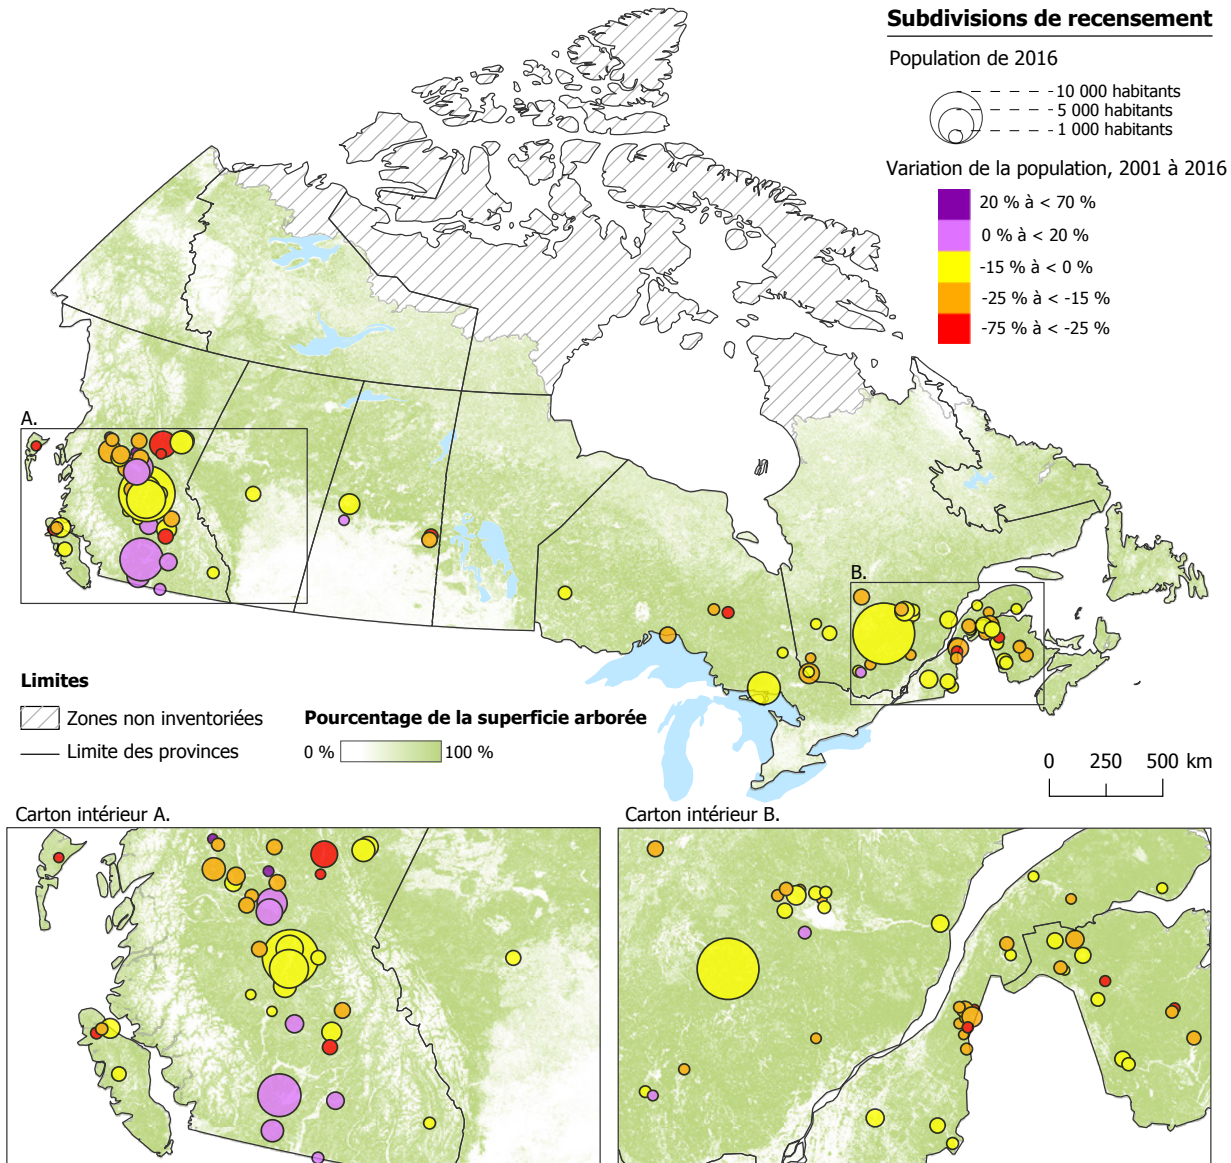 Subdivisions de recensement
Population de 2016
10 000 habitants
5 000 habitants
1 000 habitants
Variation de la population, 2001 à 2016
20 % à < 70 %
0 % à < 20 %
-15 % à < 0 %
-25 % à < -15 %
-75 % à < -25 %
A.
B.
Limites
Zones non inventoriées
Limite des provinces
Pourcentage de la superficie arborée
0 % 100 %
0 250 500 km
Carton intérieur A.
Carton intérieur B.